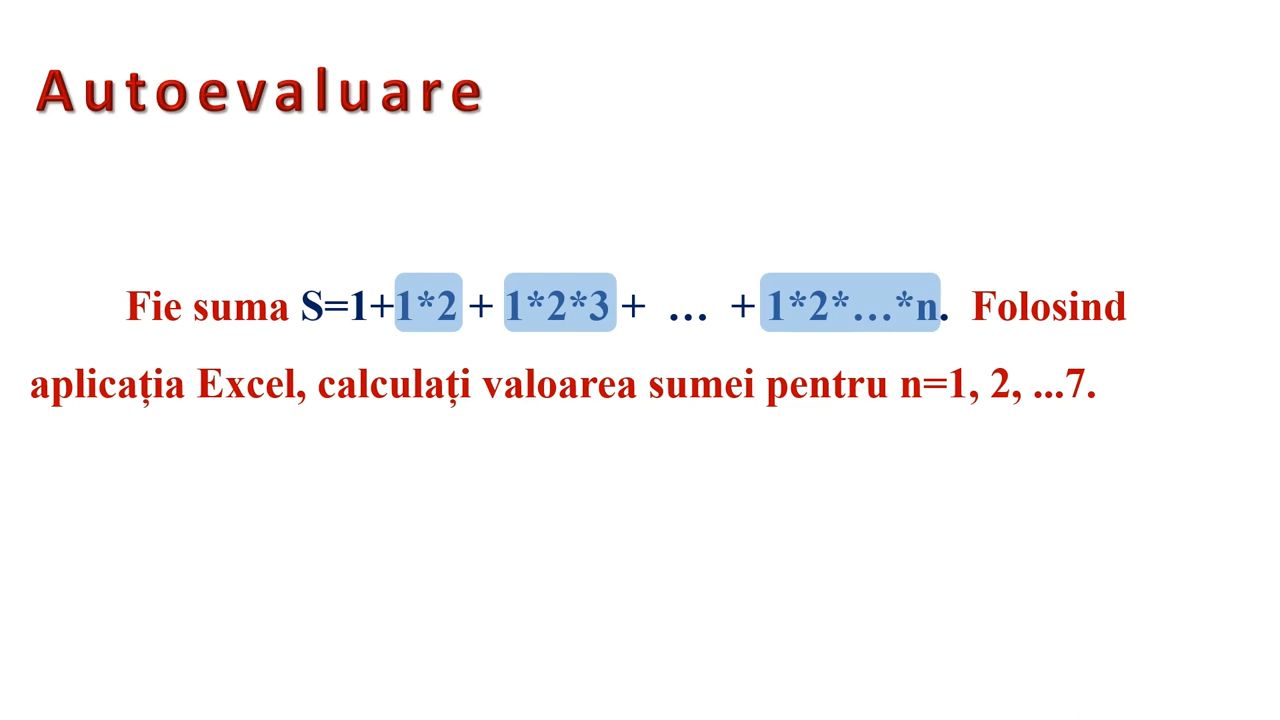 Autoevaluare
Fie suma S=1+1*2 + 1*2*3 + … + 1*2*…*n. Folosind
aplicația Excel, calculați valoarea sumei pentru n=1, 2, ...7.